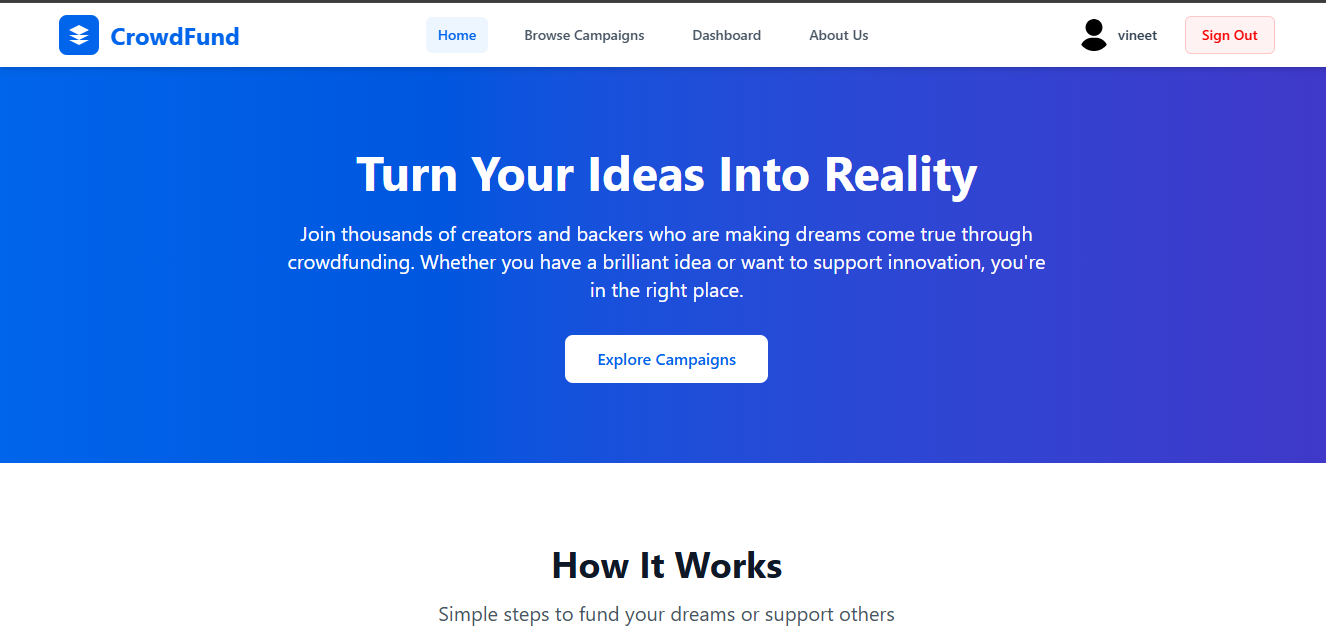 CrowdFund
Home
Browse Campaigns
Dashboard
About Us
vineet
Sign Out
Turn Your Ideas Into Reality
Join thousands of creators and backers who are making dreams come true through
crowdfunding. Whether you have a brilliant idea or want to support innovation, you're
in the right place.
Explore Campaigns
How It Works
Simple steps to fund your dreams or support others